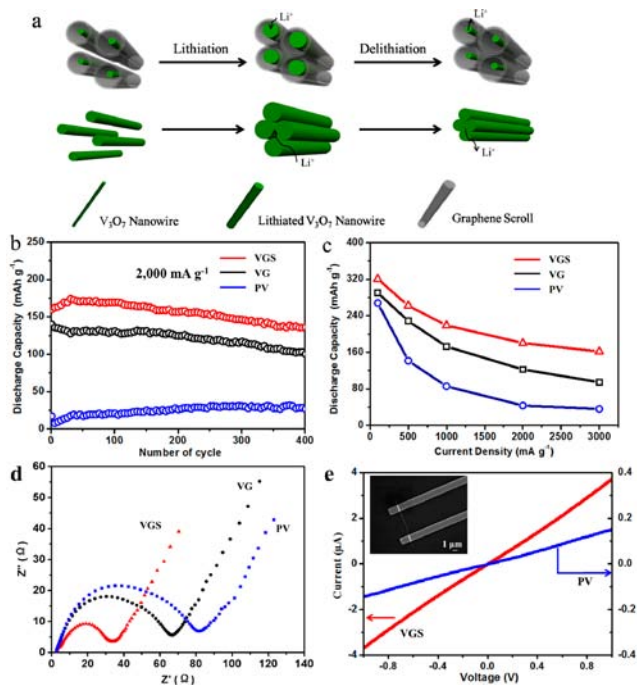 a
Li⁺
Li⁺
Lithiation
Delithiation
Li⁺
Li⁺
V₃O₇ Nanowire
Lithiated V₃O₇ Nanowire
Graphene Scroll
b
250
200
150
100
50
0
0
100
200
300
400
2,000 mA g⁻¹
VGS
VG
PV
Discharge Capacity (mAh g⁻¹)
Number of cycle
c
320
240
160
80
0
0
500
1000
1500
2000
2500
3000
VGS
VG
PV
Discharge Capacity (mAh g⁻¹)
Current Density (mA g⁻¹)
d
60
50
40
30
20
10
0
0
20
40
60
80
100
120
140
VGS
VG
PV
Z'' (Ω)
Z' (Ω)
e
4
2
0
-2
-4
-0.8
-0.4
0.0
0.4
0.8
0.4
0.2
0.0
0.2
0.4
1 μm
PV
VGS
Current (μA)
Voltage (V)